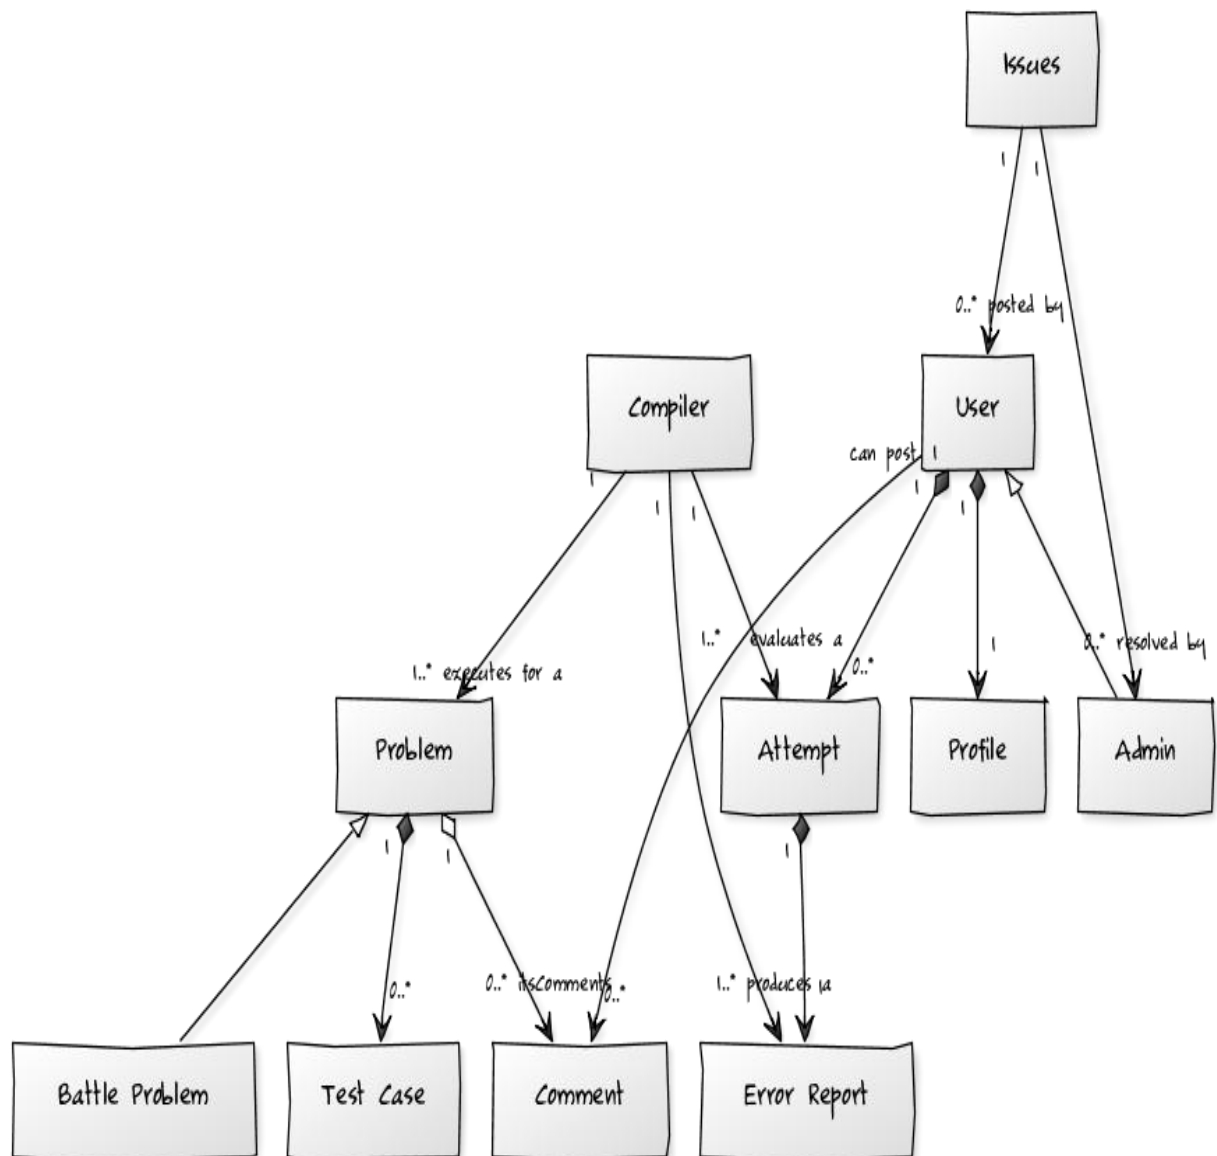 Issues
1
1
0..* posted by
Compiler
User
can post 1
1
1
1
1
1
1..* evaluates a
0..*
1
0..* resolved by
1..* executes for a
Problem
Attempt
Profile
Admin
1
1
1
0..* itsComments
0..*
0..*
1..* produces a
1
Battle Problem
Test Case
Comment
Error Report